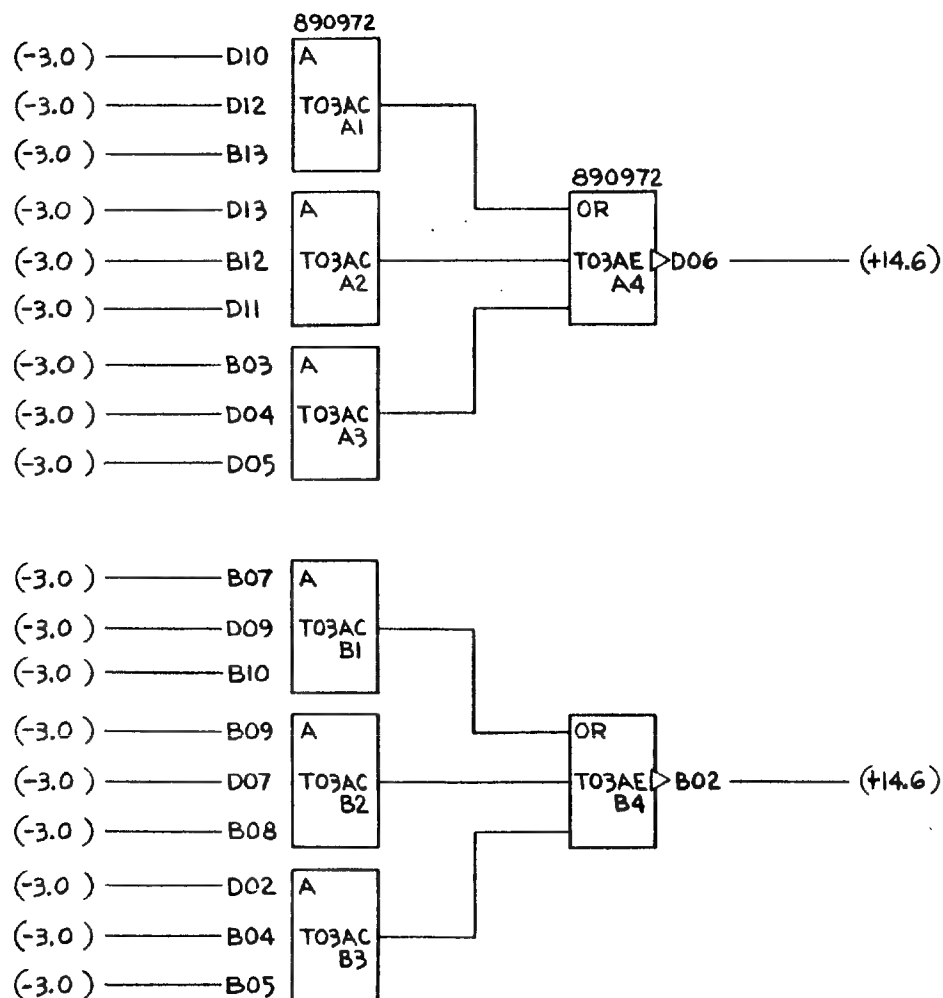 890972
(-3.0 ) D10 A
(-3.0 ) D12 T03AC
A1
(-3.0 ) B13
890972
(-3.0 ) D13 A OR
(-3.0 ) B12 T03AC T03AE D06 (+14.6)
A2 A4
(-3.0 ) D11
(-3.0 ) B03 A
(-3.0 ) D04 T03AC
A3
(-3.0 ) D05
(-3.0 ) B07 A
(-3.0 ) D09 T03AC
B1
(-3.0 ) B10
(-3.0 ) B09 A OR
(-3.0 ) D07 T03AC T03AE B02 (+14.6)
B2 B4
(-3.0 ) B08
(-3.0 ) D02 A
(-3.0 ) B04 T03AC
B3
(-3.0 ) B05